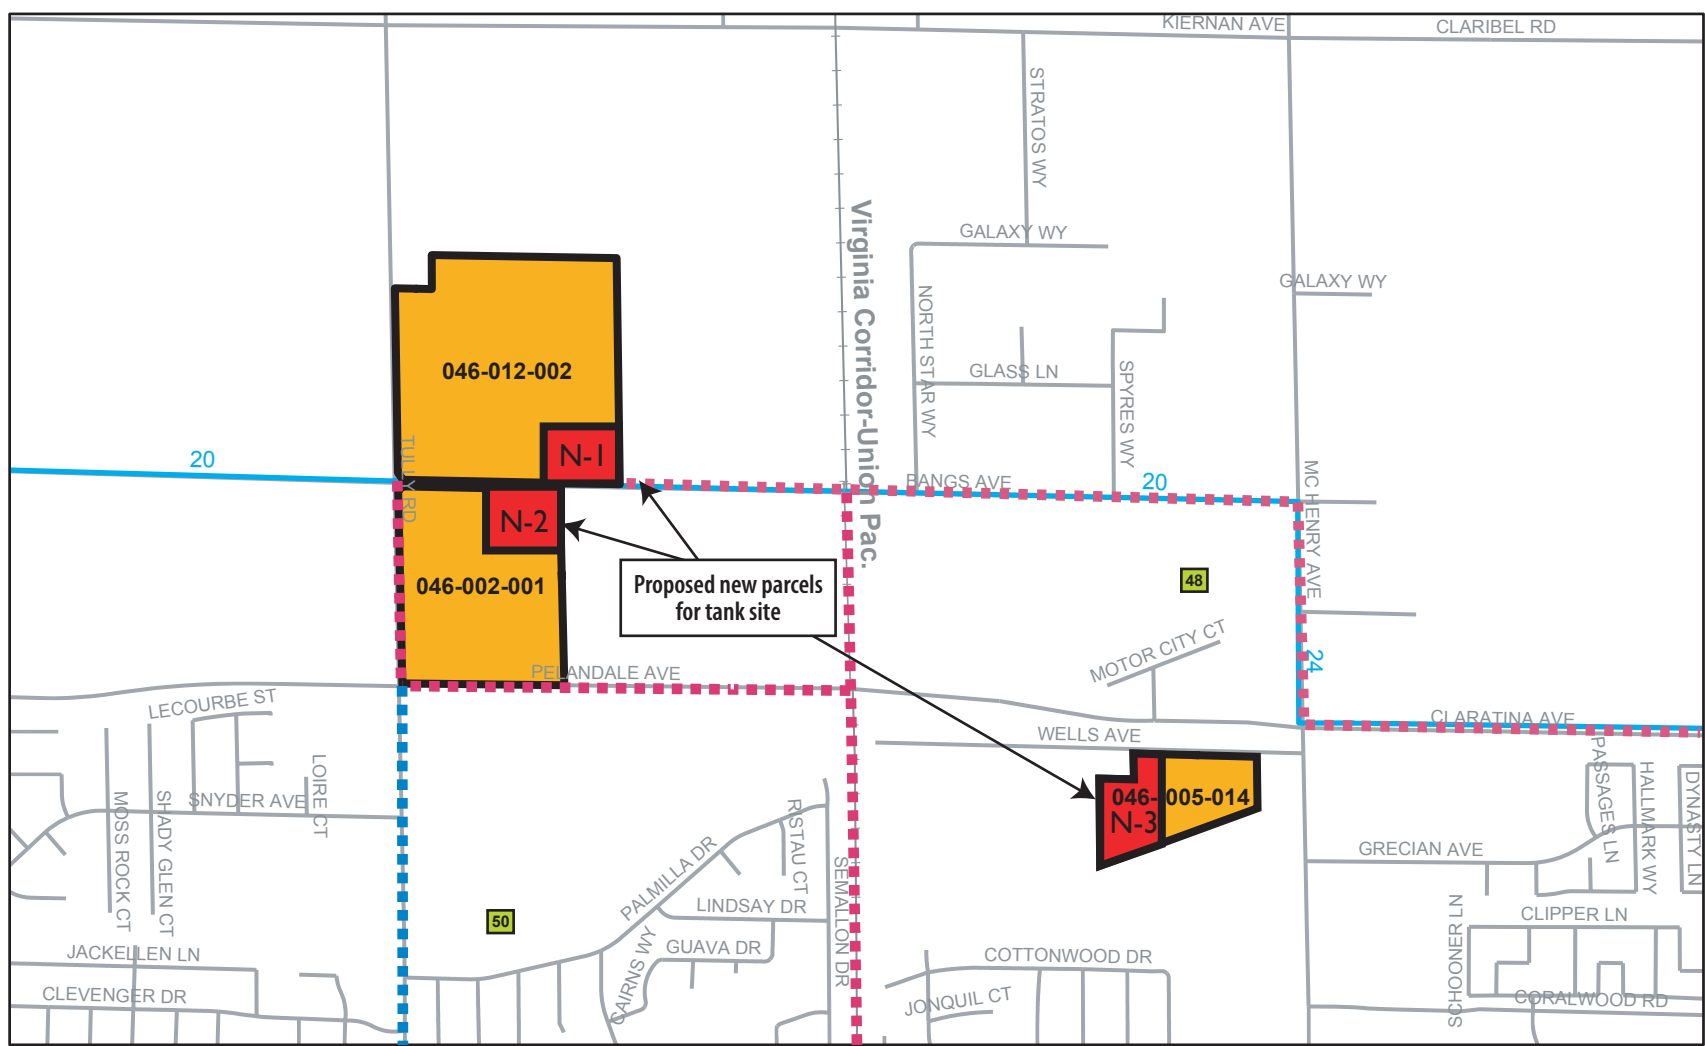 KIERNAN AVE
CLARIBEL RD
STRATOS WY
Virginia Corridor-Union Pac.
GALAXY WY
GALAXY WY
NORTH STAR WY
GLASS LN
SPYRES WY
046-012-002
TULLY RD
N-1
20
BANGS AVE
20
MC HENRY AVE
N-2
046-002-001
Proposed new parcels
for tank site
48
MOTOR CITY CT
24
PELANDALE AVE
LECOURBE ST
CLARATINA AVE
WELLS AVE
LOIRE CT
SNYDER AVE
MOSS ROCK CT
SHADY GLEN CT
046-005-014
N-3
PASSAGES LN
HALLMARK WY
DYNASTY LN
RISTAU CT
PALMILLA DR
GRECIAN AVE
SEMALLON DR
LINDSAY DR
50
CLIPPER LN
SCHOONER LN
GUAVA DR
CAIRNS WY
JACKELLEN LN
COTTONWOOD DR
CLEVENGER DR
JONQUIL CT
CORALWOOD RD